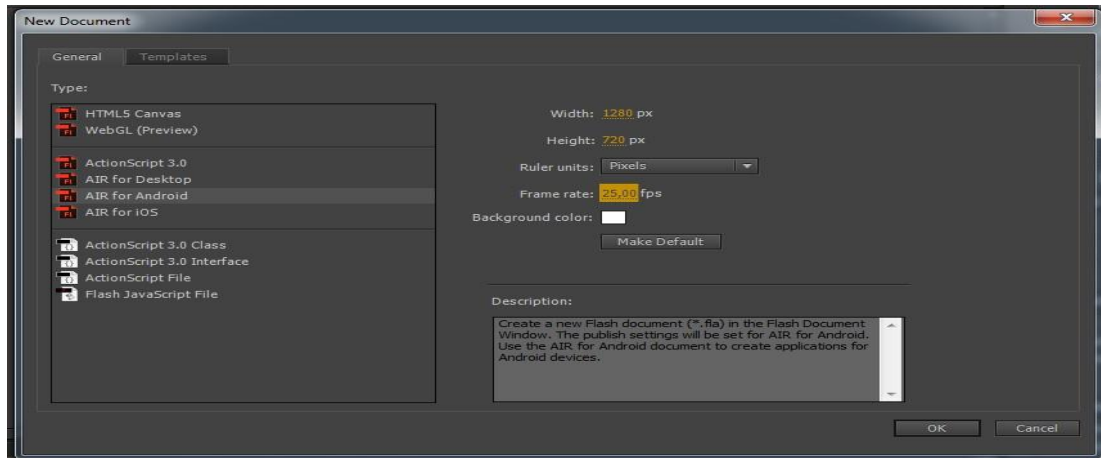 New Document
General
Templates
Type:
HTML5 Canvas
WebGL (Preview)
ActionScript 3.0
AIR for Desktop
AIR for Android
AIR for iOS
ActionScript 3.0 Class
ActionScript 3.0 Interface
ActionScript File
Flash JavaScript File
Width: 1280 px
Height: 720 px
Ruler units: Pixels
Frame rate: 25,00 fps
Background color:
Make Default
Description:
Create a new Flash document (*.fla) in the Flash Document
Window. The publish settings will be set for AIR for Android.
Use the AIR for Android document to create applications for
Android devices.
OK
Cancel